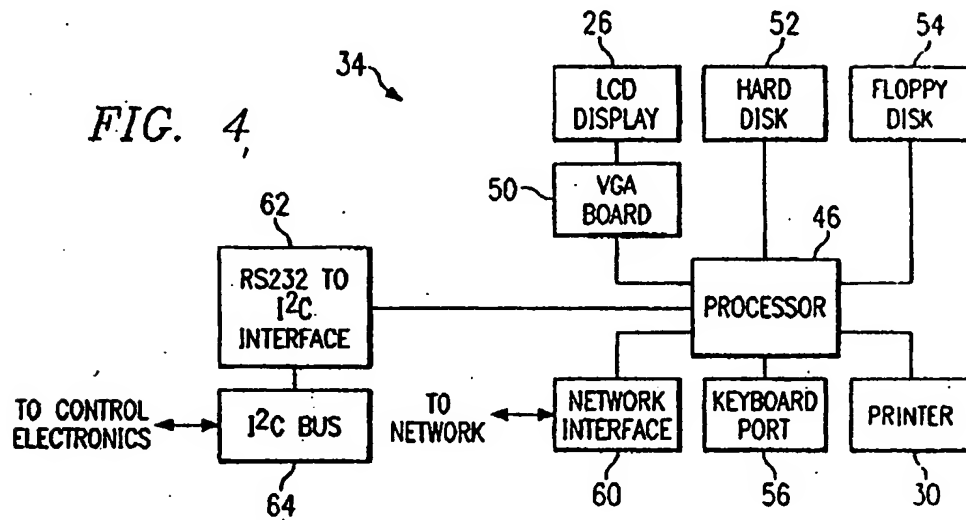 FIG. 4
34
26
52
54
LCD
DISPLAY
HARD
DISK
FLOPPY
DISK
50
VGA
BOARD
62
46
RS232 TO
I²C
INTERFACE
PROCESSOR
TO CONTROL
ELECTRONICS
I²C BUS
TO
NETWORK
NETWORK
INTERFACE
KEYBOARD
PORT
PRINTER
64
60
56
30